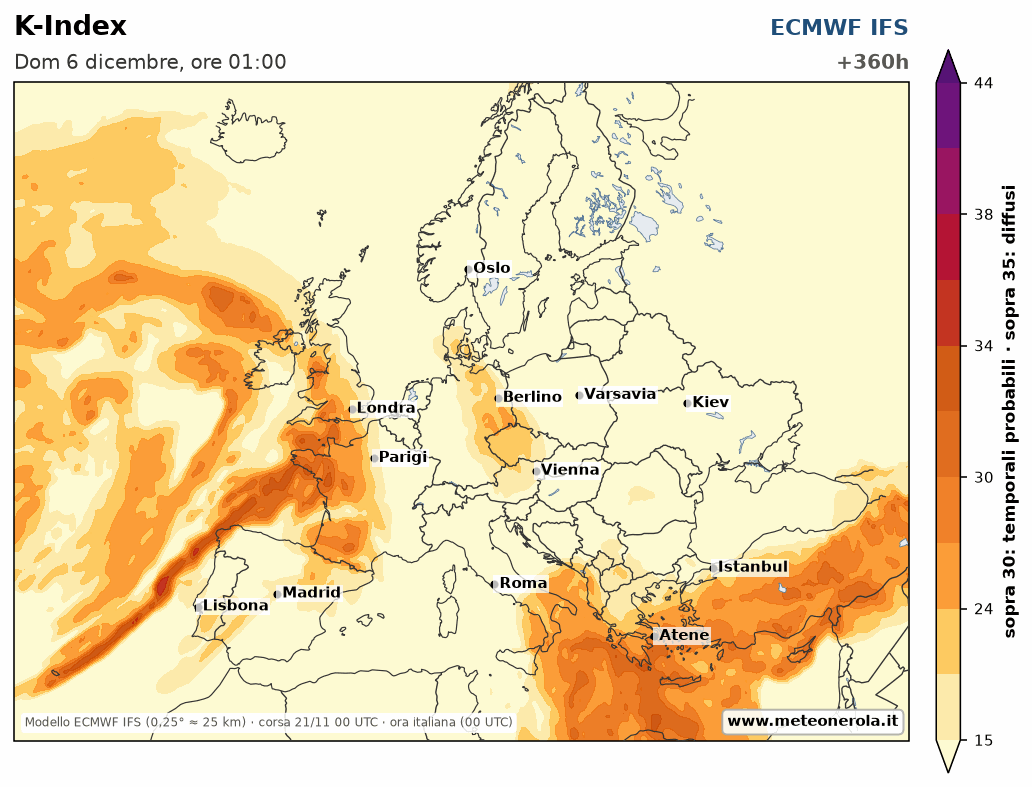 K-Index
ECMWF IFS
Dom 6 dicembre, ore 01:00
+360h
44
38
34
30
24
15
sopra 30: temporali probabili · sopra 35: diffusi
Oslo
Berlino
Varsavia
Kiev
Londra
Parigi
Vienna
Istanbul
Roma
Madrid
Lisbona
Atene
Modello ECMWF IFS (0,25° ≈ 25 km) · corsa 21/11 00 UTC · ora italiana (00 UTC)
www.meteonerola.it